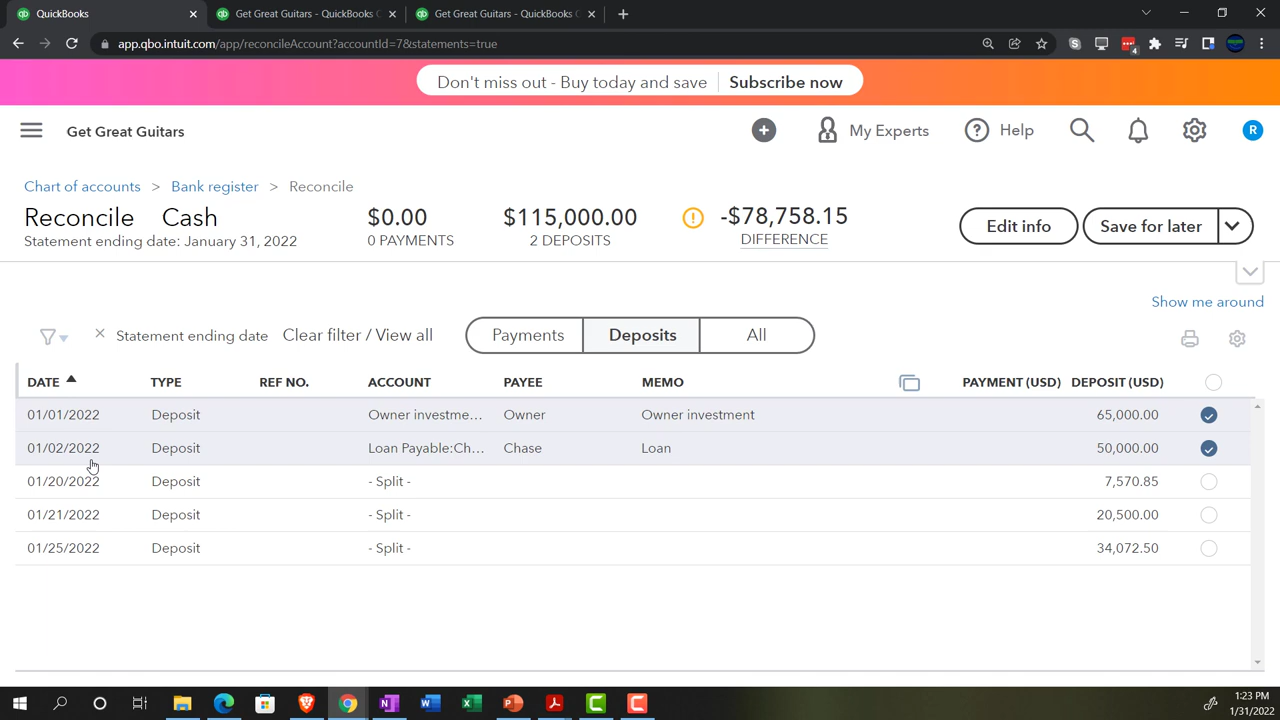 QuickBooks
Get Great Guitars - QuickBooks C
Get Great Guitars - QuickBooks C
app.qbo.intuit.com/app/reconcileAccount?accountId=7&statements=true
4
Don't miss out - Buy today and save Subscribe now
Get Great Guitars
My Experts
Help
R
Chart of accounts > Bank register > Reconcile
Reconcile Cash
Statement ending date: January 31, 2022
$0.00
0 PAYMENTS
$115,000.00
2 DEPOSITS
-$78,758.15
DIFFERENCE
Edit info
Save for later
Show me around
Statement ending date Clear filter / View all
Payments Deposits All
DATE TYPE REF NO. ACCOUNT PAYEE MEMO PAYMENT (USD) DEPOSIT (USD)
01/01/2022 Deposit Owner investme... Owner Owner investment 65,000.00
01/02/2022 Deposit Loan Payable:Ch... Chase Loan 50,000.00
01/20/2022 Deposit - Split - 7,570.85
01/21/2022 Deposit - Split - 20,500.00
01/25/2022 Deposit - Split - 34,072.50
1:23 PM
1/31/2022